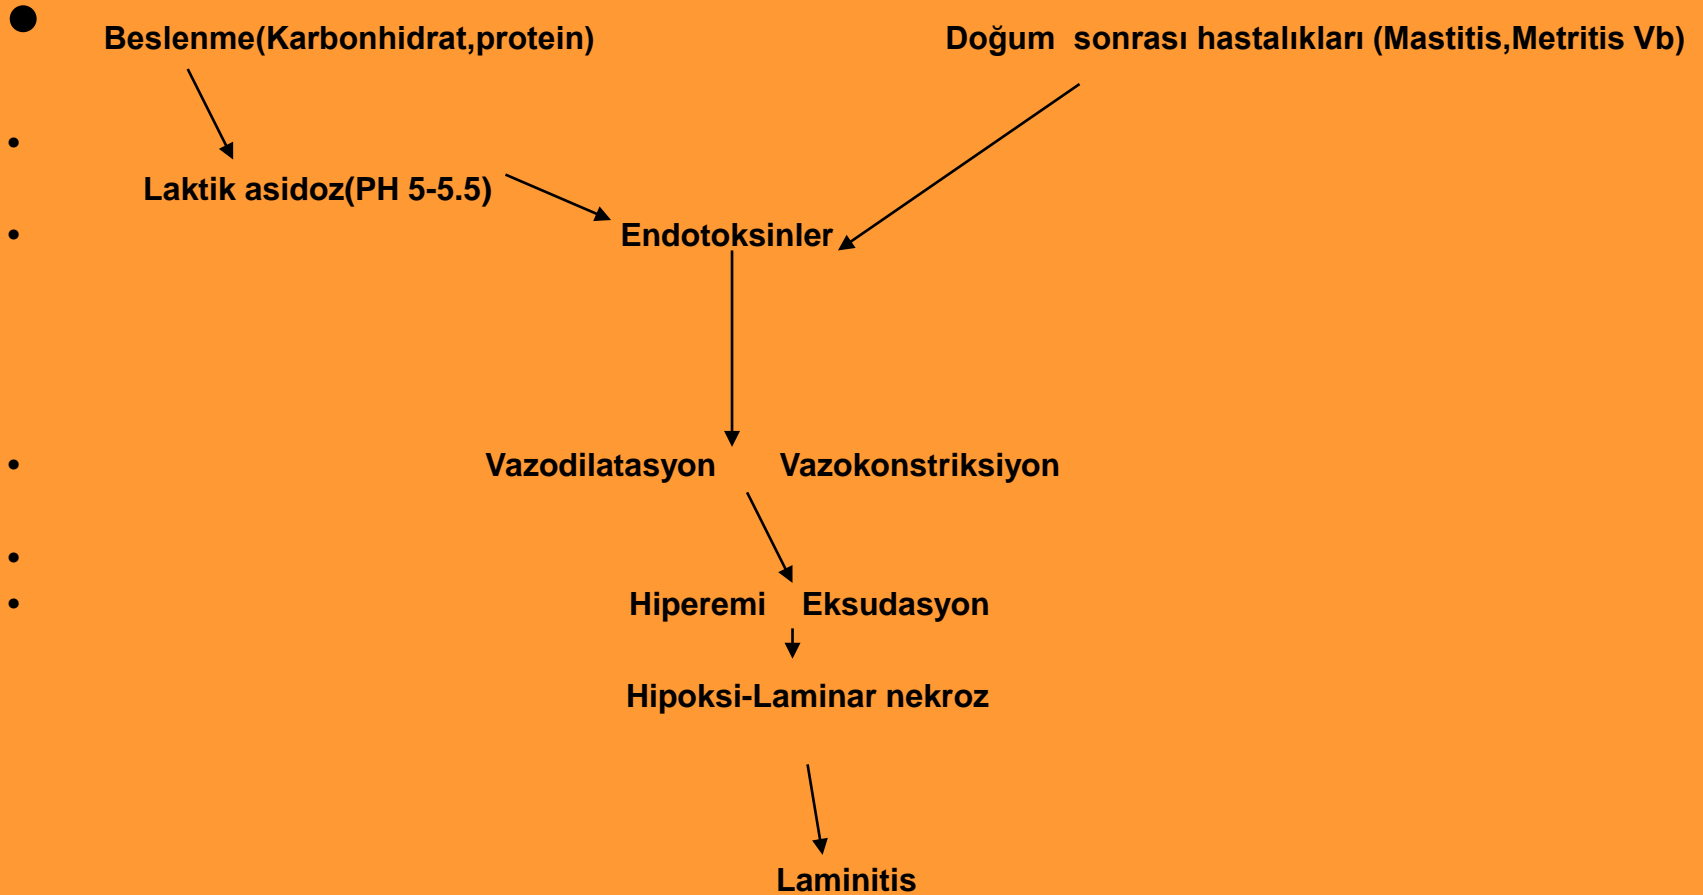 Beslenme(Karbonhidrat,protein) Doğum  sonrası hastalıkları (Mastitis,Metritis Vb)
Laktik asidoz(PH 5-5.5)
Endotoksinler
Vazodilatasyon Vazokonstriksiyon
Hiperemi Eksudasyon
Hipoksi-Laminar nekroz
Laminitis